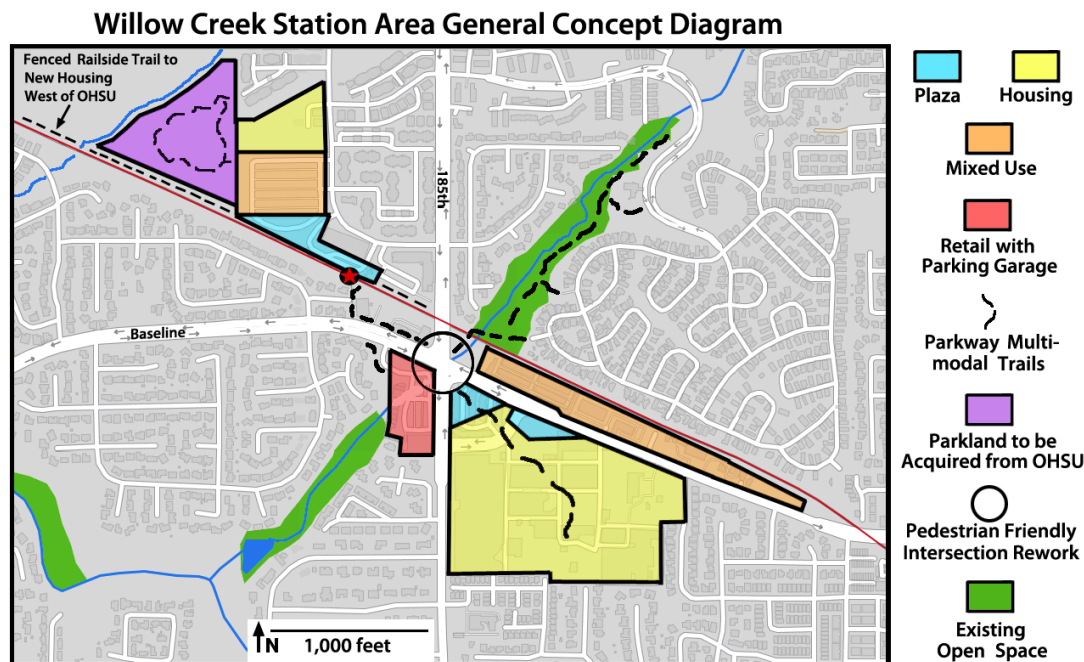 Willow Creek Station Area General Concept Diagram
Fenced Railside Trail to
New Housing
West of OHSU
185th
Baseline
N
1,000 feet
Plaza
Housing
Mixed Use
Retail with
Parking Garage
Parkway Multi-
modal Trails
Parkland to be
Acquired from OHSU
Pedestrian Friendly
Intersection Rework
Existing
Open Space